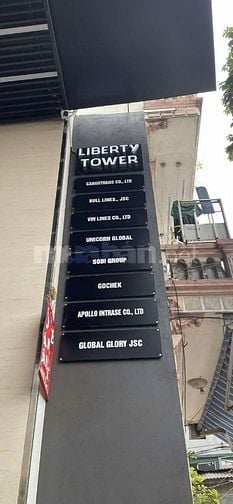 LIBERTY
TOWER
CARGOTRANS CO., LTD
BULL LINES., JSC
VW LINES CO., LTD
UNICORN GLOBAL
SODI GROUP
GOCHEK
APOLLO INTRASE CO., LTD
GLOBAL GLORY JSC